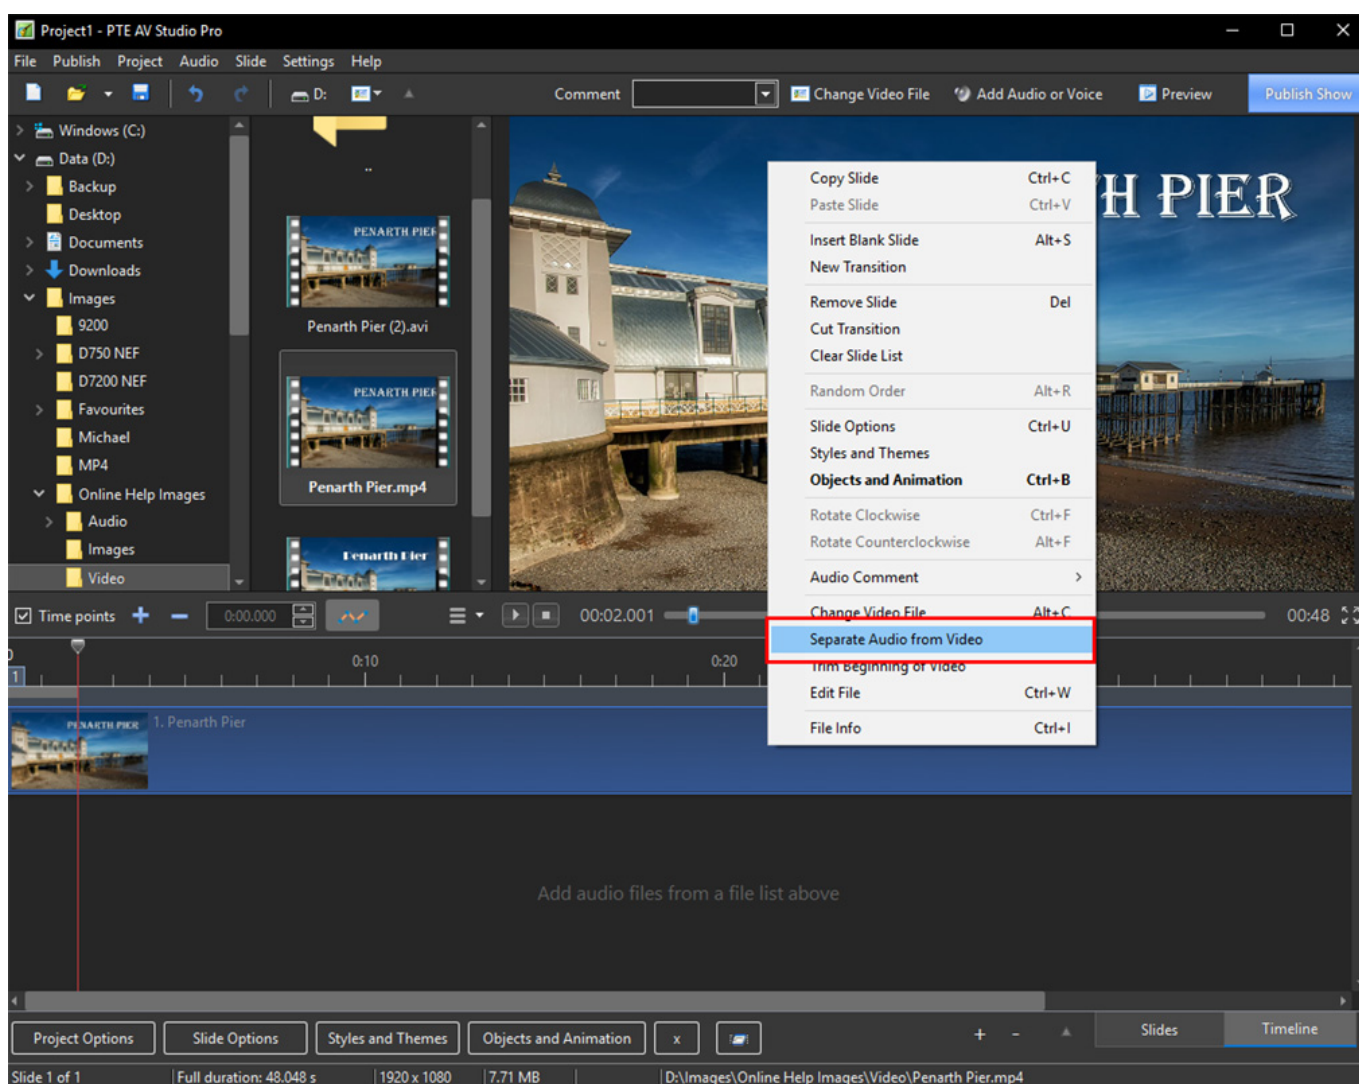 Project1 - PTE AV Studio Pro
File Publish Project Audio Slide Settings Help
D: Comment Change Video File Add Audio or Voice Preview Publish Show
Windows (C:)
Data (D:)
Backup
Desktop
Documents
Downloads
Images
9200
D750 NEF
D7200 NEF
Favourites
Michael
MP4
Online Help Images
Audio
Images
Video
..
PENARTH PIER
Penarth Pier (2).avi
PENARTH PIER
Penarth Pier.mp4
Penarth Pier
H PIER
Copy Slide Ctrl+C
Paste Slide Ctrl+V
Insert Blank Slide Alt+S
New Transition
Remove Slide Del
Cut Transition
Clear Slide List
Random Order Alt+R
Slide Options Ctrl+U
Styles and Themes
Objects and Animation Ctrl+B
Rotate Clockwise Ctrl+F
Rotate Counterclockwise Alt+F
Audio Comment
Change Video File Alt+C
Separate Audio from Video
Trim Beginning of Video
Edit File Ctrl+W
File Info Ctrl+I
Time points 0:00.000 00:02.001 00:48
0:10 0:20
1
PENARTH PIER 1. Penarth Pier
Add audio files from a file list above
Project Options Slide Options Styles and Themes Objects and Animation x + - Slides Timeline
Slide 1 of 1 Full duration: 48.048 s 1920 x 1080 7.71 MB D:\Images\Online Help Images\Video\Penarth Pier.mp4